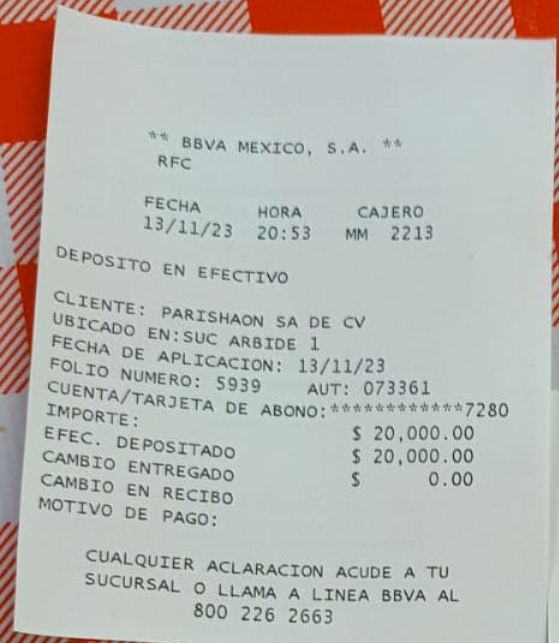 ** BBVA MEXICO, S.A. **
RFC
FECHA HORA CAJERO
13/11/23 20:53 MM 2213
DEPOSITO EN EFECTIVO
CLIENTE: PARISHAON SA DE CV
UBICADO EN:SUC ARBIDE 1
FECHA DE APLICACION: 13/11/23
FOLIO NUMERO: 5939 AUT: 073361
CUENTA/TARJETA DE ABONO:************7280
IMPORTE: $ 20,000.00
EFEC. DEPOSITADO $ 20,000.00
CAMBIO ENTREGADO $ 0.00
CAMBIO EN RECIBO
MOTIVO DE PAGO:
CUALQUIER ACLARACION ACUDE A TU
SUCURSAL O LLAMA A LINEA BBVA AL
800 226 2663